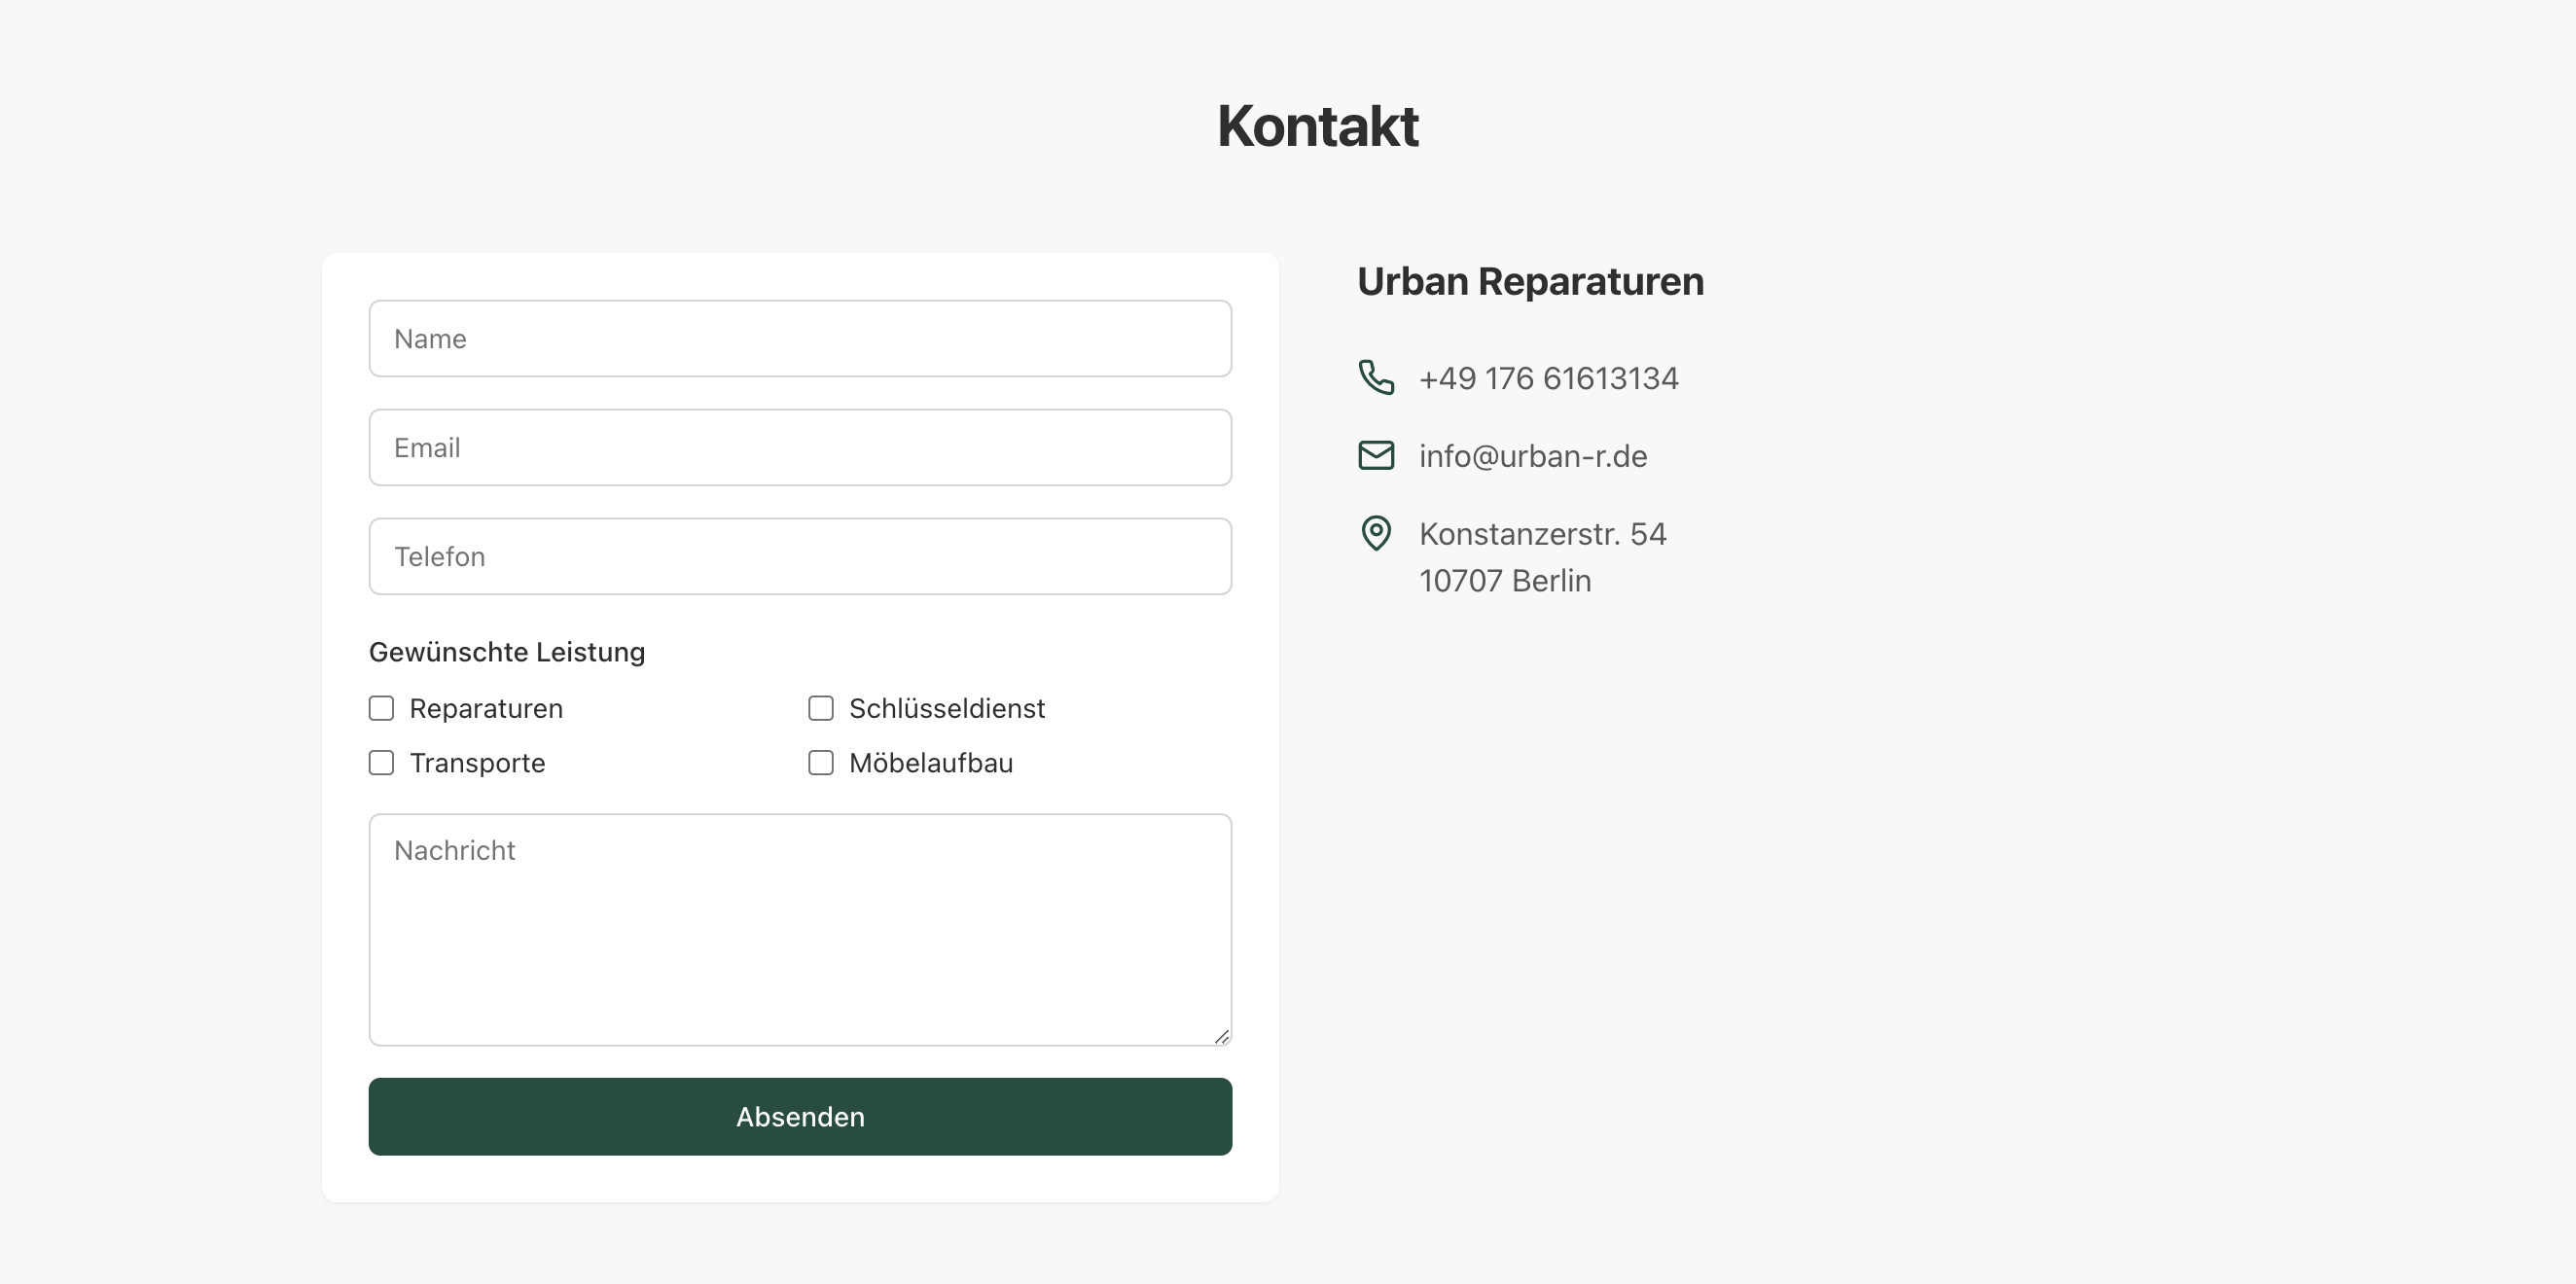 Kontakt
Name
Email
Telefon
Gewünschte Leistung
Reparaturen
Schlüsseldienst
Transporte
Möbelaufbau
Nachricht
Absenden
Urban Reparaturen
+49 176 61613134
info@urban-r.de
Konstanzerstr. 54
10707 Berlin